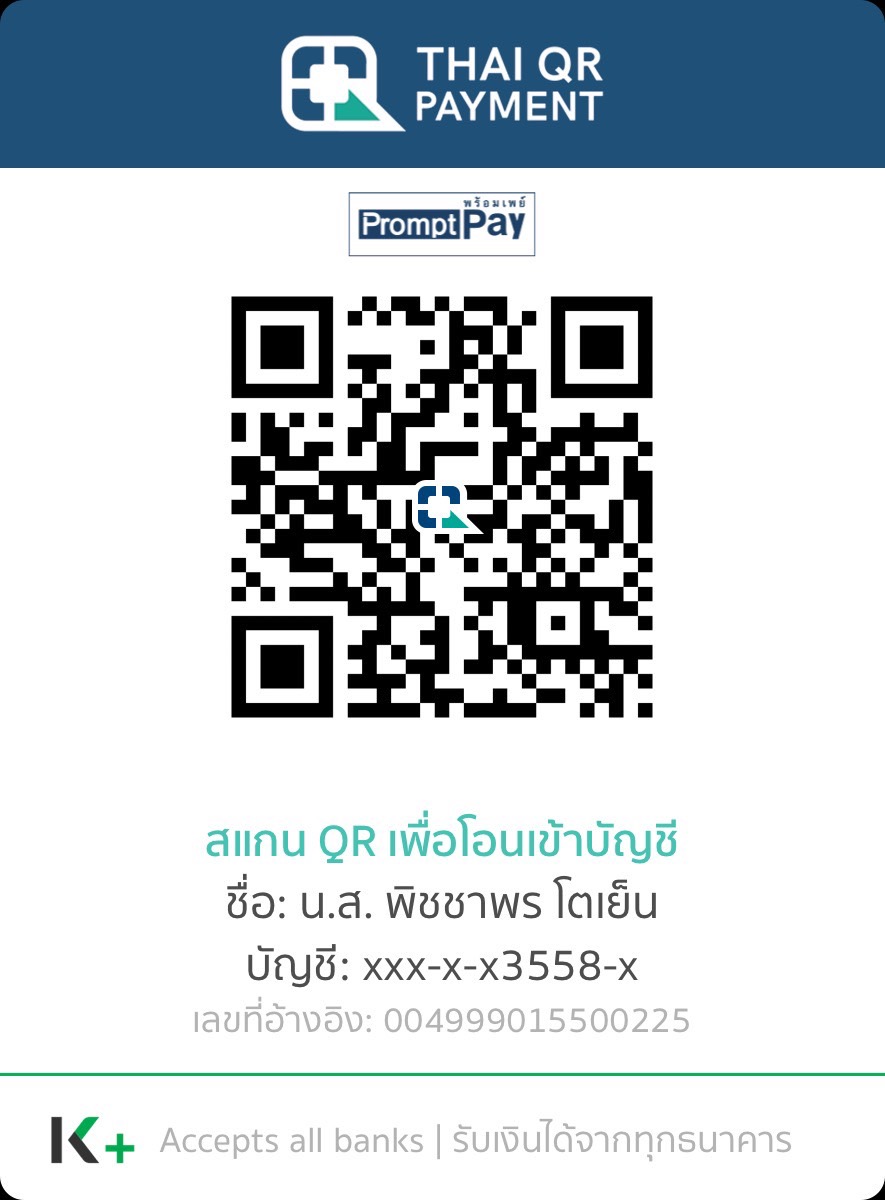 THAI QR
PAYMENT
พร้อมเพย์
PromptPay
สแกน QR เพื่อโอนเข้าบัญชี
ชื่อ: น.ส. พิชชาพร โตเย็น
บัญชี: xxx-x-x3558-x
เลขที่อ้างอิง: 004999015500225
K+ Accepts all banks | รับเงินได้จากทุกธนาคาร